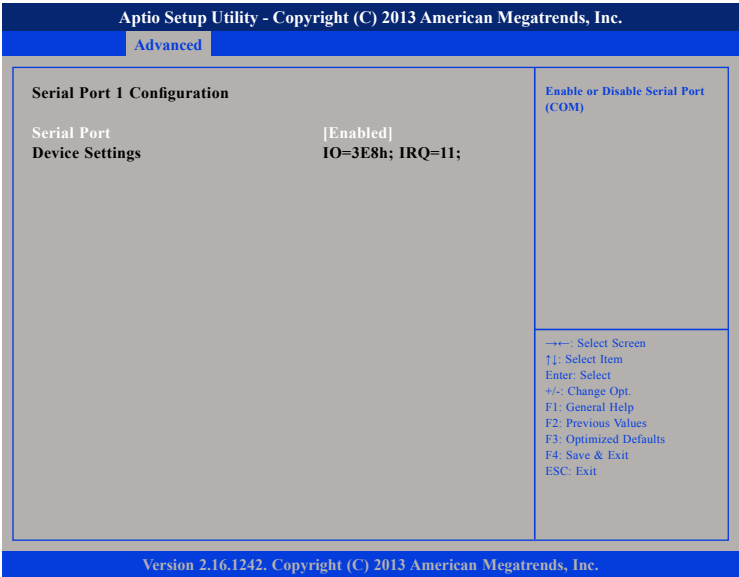 Aptio Setup Utility - Copyright (C) 2013 American Megatrends, Inc.
Advanced
Serial Port 1 Configuration
Serial Port [Enabled]
Device Settings IO=3E8h; IRQ=11;
Enable or Disable Serial Port
(COM)
→←: Select Screen
↑↓: Select Item
Enter: Select
+/-: Change Opt.
F1: General Help
F2: Previous Values
F3: Optimized Defaults
F4: Save & Exit
ESC: Exit
Version 2.16.1242. Copyright (C) 2013 American Megatrends, Inc.